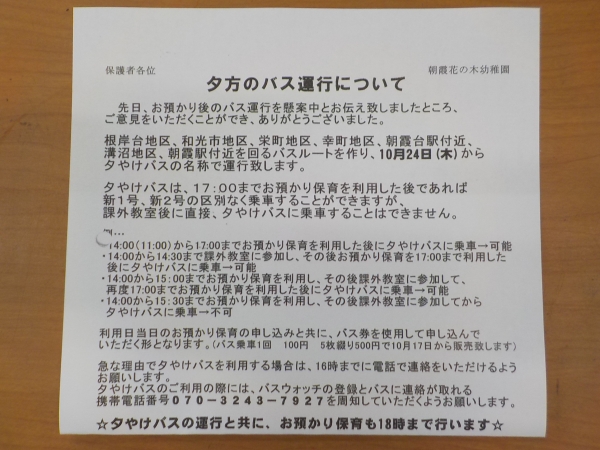 保護者各位
朝霞花の木幼稚園
夕方のバス運行について
先日、お預かり後のバス運行を懸案中とお伝え致しましたところ、
ご意見をいただくことができ、ありがとうございました。
根岸台地区、和光市地区、栄町地区、幸町地区、朝霞台駅付近、
溝沼地区、朝霞駅付近を回るバスルートを作り、10月24日(木)から
夕やけバスの名称で運行致します。
夕やけバスは、17:00までお預かり保育を利用した後であれば
新1号、新2号の区別なく乗車することができますが、
課外教室後に直接、夕やけバスに乗車することはできません。
・14:00(11:00)から17:00までお預かり保育を利用した後に夕やけバスに乗車→可能
・14:00から14:30まで課外教室に参加し、その後お預かり保育を17:00まで利用した
後に夕やけバスに乗車→可能
・14:00から15:00までお預かり保育を利用し、その後課外教室に参加して、
再度17:00までお預かり保育を利用した後に夕やけバスに乗車→可能
・14:00から15:30までお預かり保育を利用し、その後課外教室に参加してから
夕やけバスに乗車→不可
利用日当日のお預かり保育の申し込みと共に、バス券を使用して申し込んで
いただく形となります。(バス乗車1回 100円 5枚綴り500円で10月17日から販売致します)
急な理由で夕やけバスを利用する場合は、16時までに電話で連絡をいただけるよう
お願いします。
夕やけバスのご利用の際には、バスウォッチの登録とバスに連絡が取れる
携帯電話番号070-3243-7927を周知していただくようお願いします。
☆夕やけバスの運行と共に、お預かり保育も18時まで行います☆